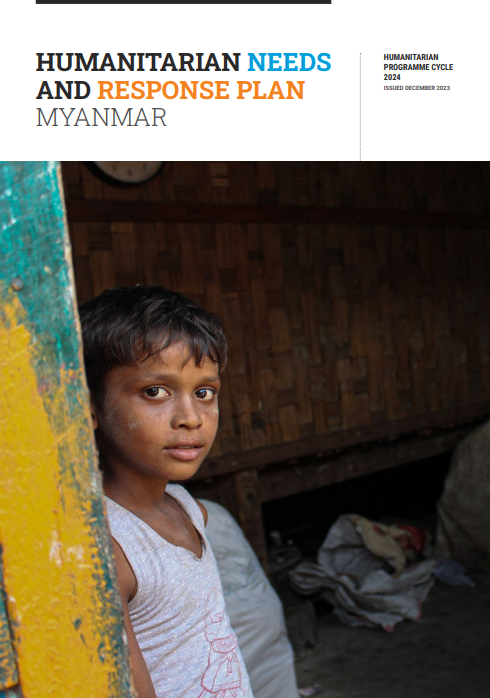 HUMANITARIAN NEEDS
AND RESPONSE PLAN
MYANMAR
HUMANITARIAN
PROGRAMME CYCLE
2024
ISSUED DECEMBER 2023